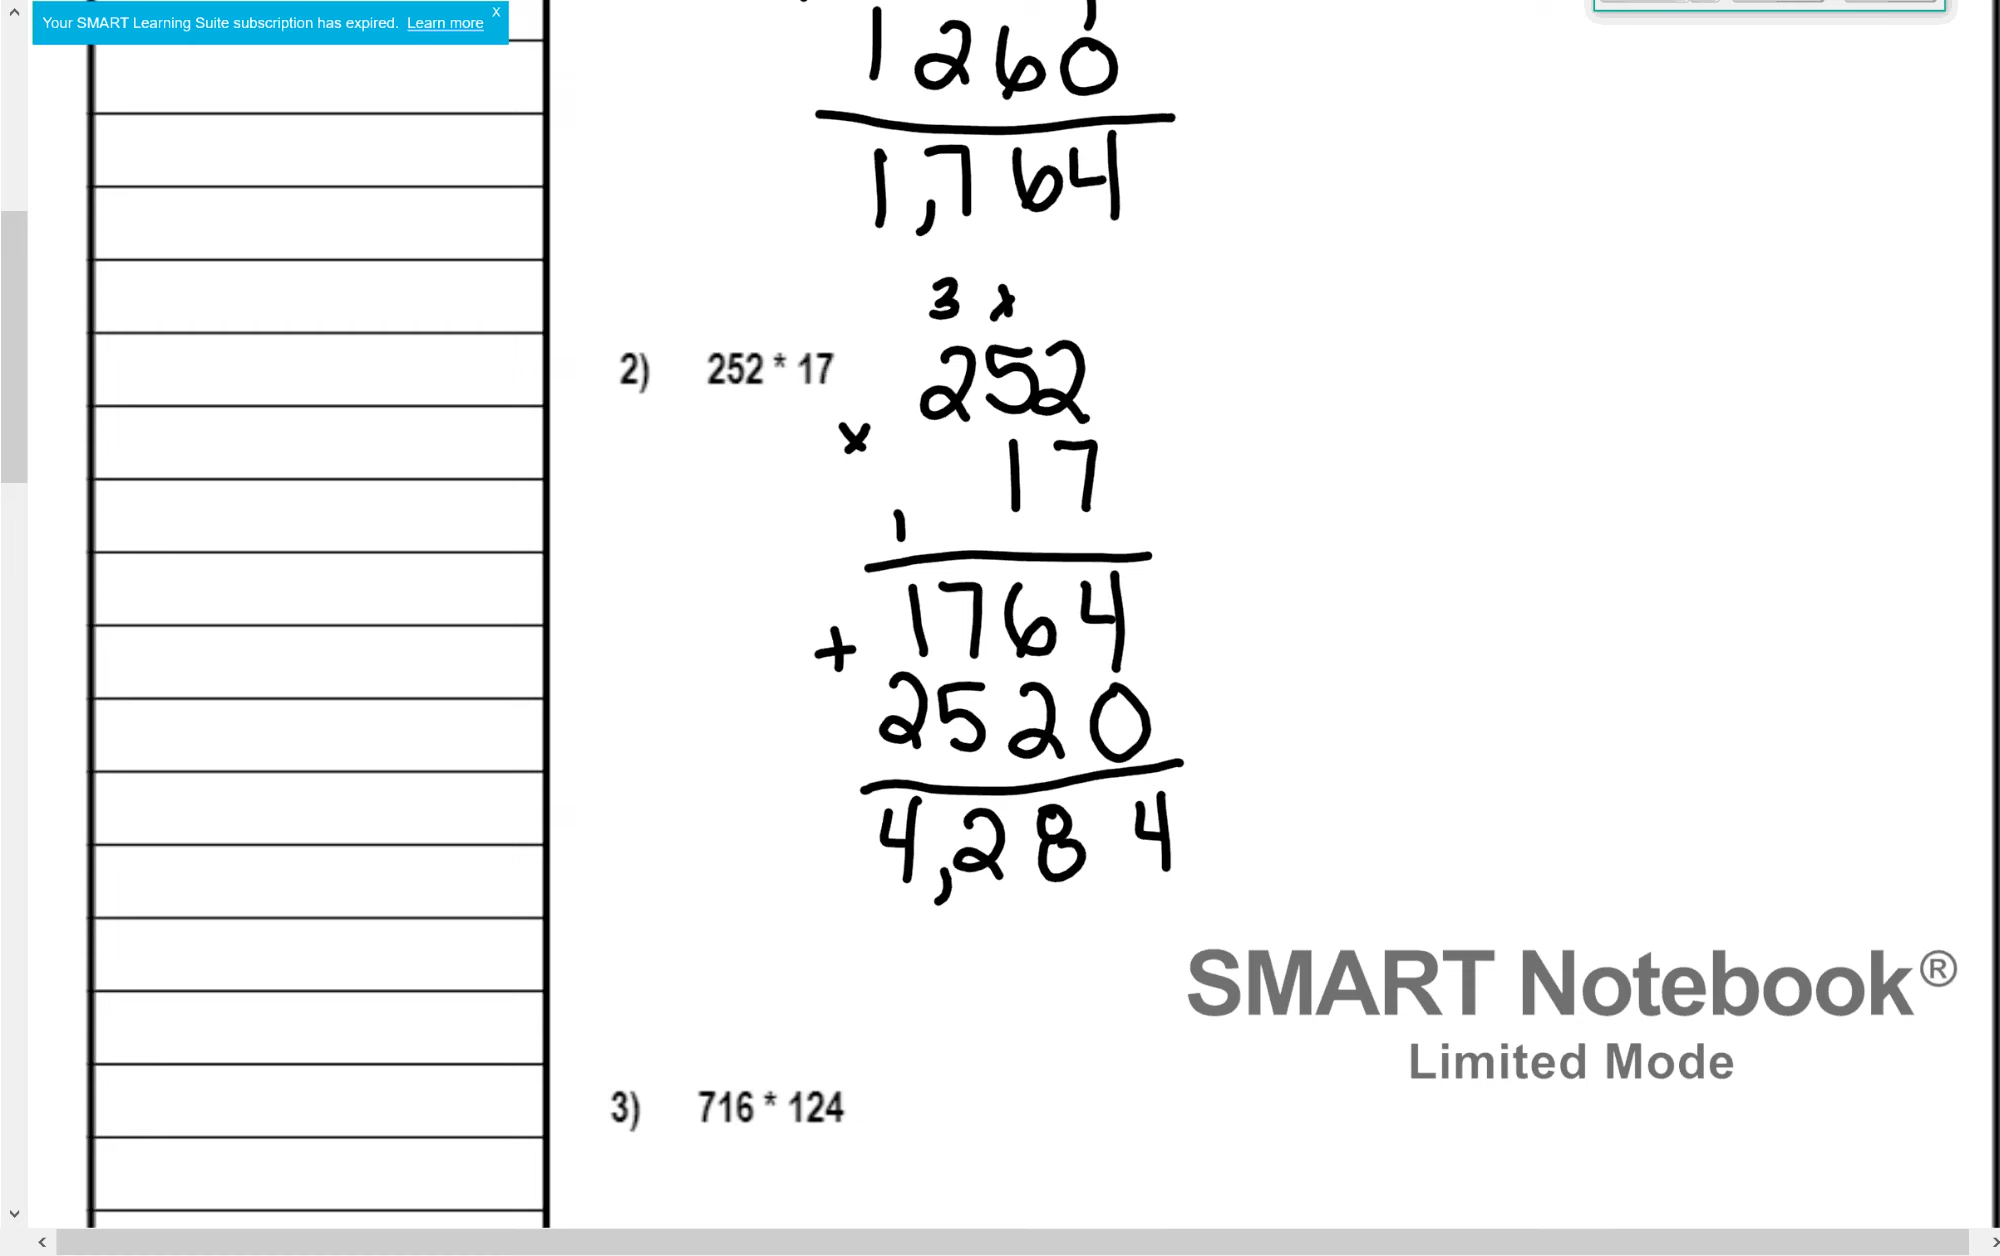 Your SMART Learning Suite subscription has expired. Learn more X
1260
1,764
3 x
2) 252 * 17 252
x 17
1
1764
+ 2520
4,284
SMART Notebook®
Limited Mode
3) 716 * 124